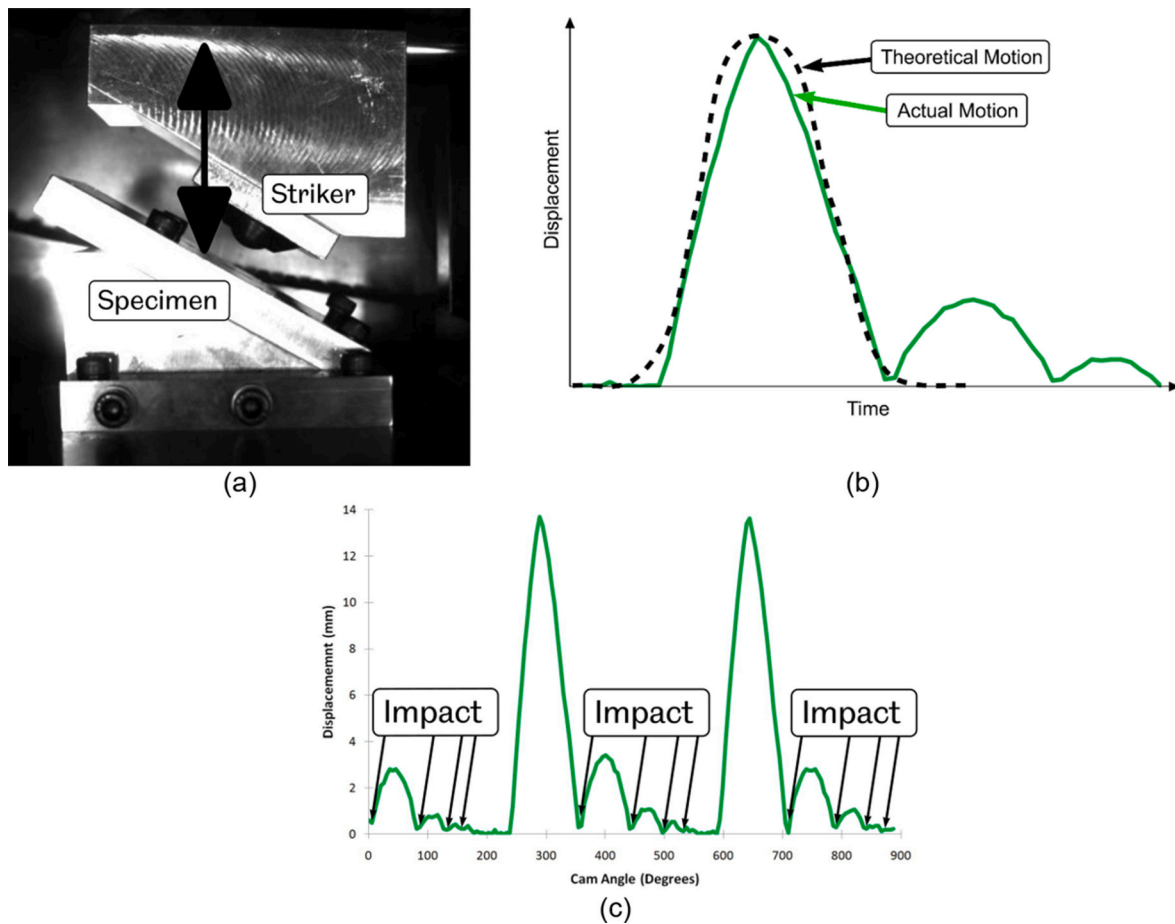 Striker
Specimen
(a)
Theoretical Motion
Actual Motion
Displacement
Time
(b)
14
12
10
8
6
4
2
0
Displacememnt (mm)
Impact
Impact
Impact
0 100 200 300 400 500 600 700 800 900
Cam Angle (Degrees)
(c)